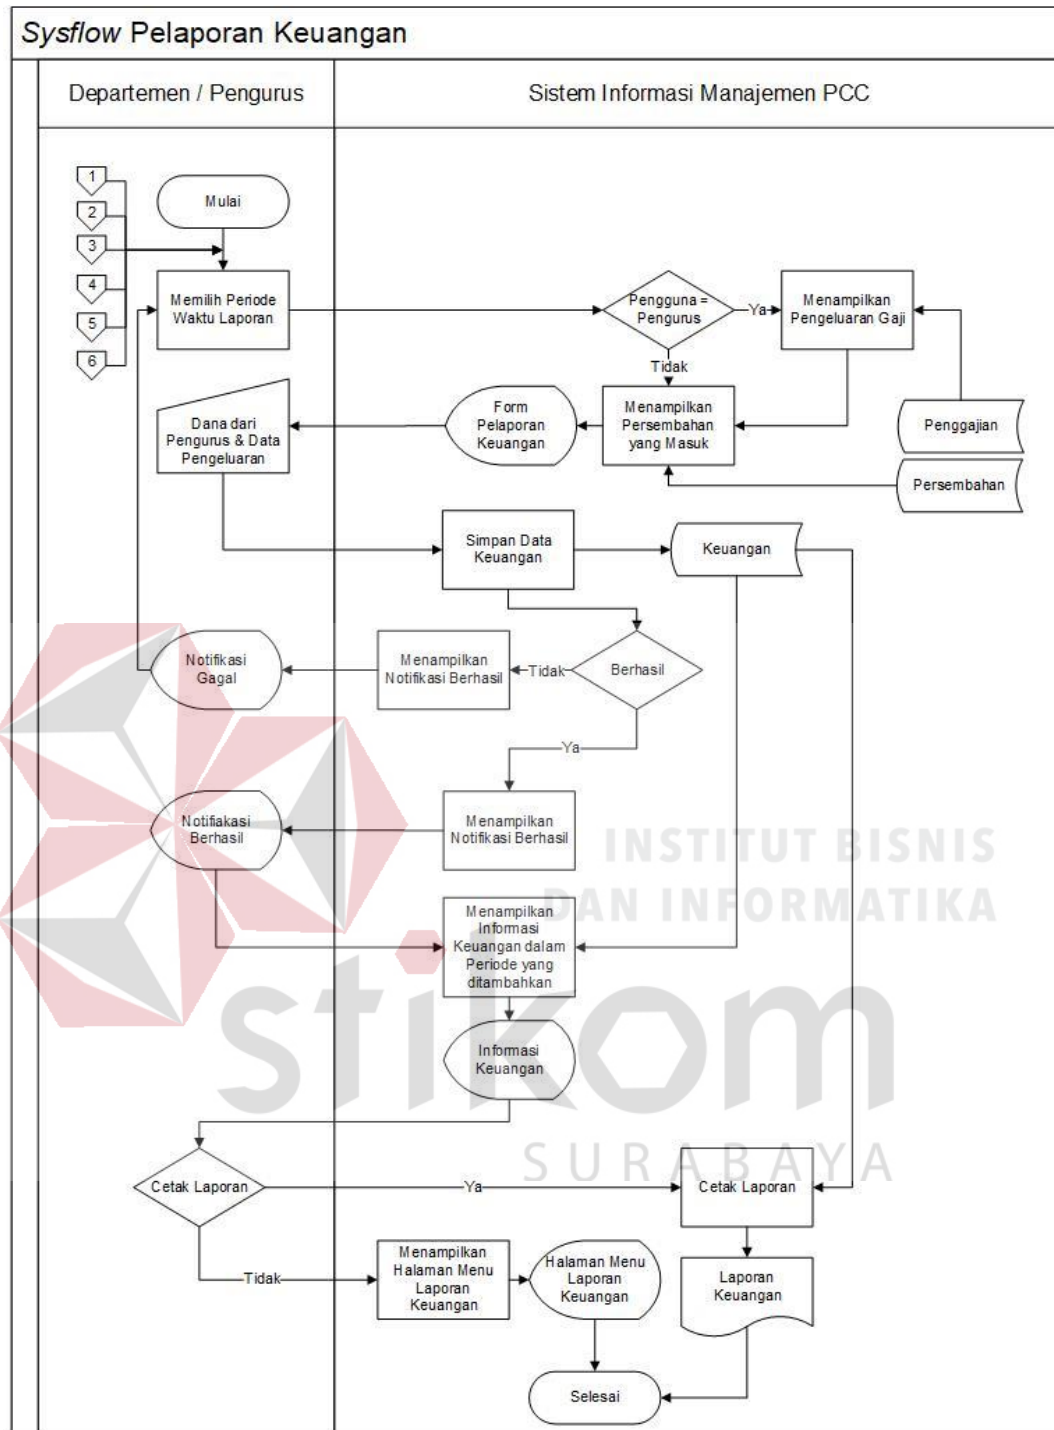 Sysflow Pelaporan Keuangan
Departemen / Pengurus
Sistem Informasi Manajemen PCC
1
2
3
4
5
6
Mulai
Memilih Periode
Waktu Laporan
Pengguna =
Pengurus
Ya
Menampilkan
Pengeluaran Gaji
Tidak
Dana dari
Pengurus & Data
Pengeluaran
Form
Pelaporan
Keuangan
Menampilkan
Persembahan
yang Masuk
Penggajian
Persembahan
Simpan Data
Keuangan
Keuangan
Notifikasi
Gagal
Menampilkan
Notifikasi Berhasil
Tidak
Berhasil
Ya
Notifiakasi
Berhasil
Menampilkan
Notifikasi Berhasil
INSTITUT BISNIS
DAN INFORMATIKA
Menampilkan
Informasi
Keuangan dalam
Periode yang
ditambahkan
stikom
Informasi
Keuangan
SURABAYA
Cetak Laporan
Ya
Cetak Laporan
Tidak
Menampilkan
Halaman Menu
Laporan
Keuangan
Halaman Menu
Laporan
Keuangan
Laporan
Keuangan
Selesai